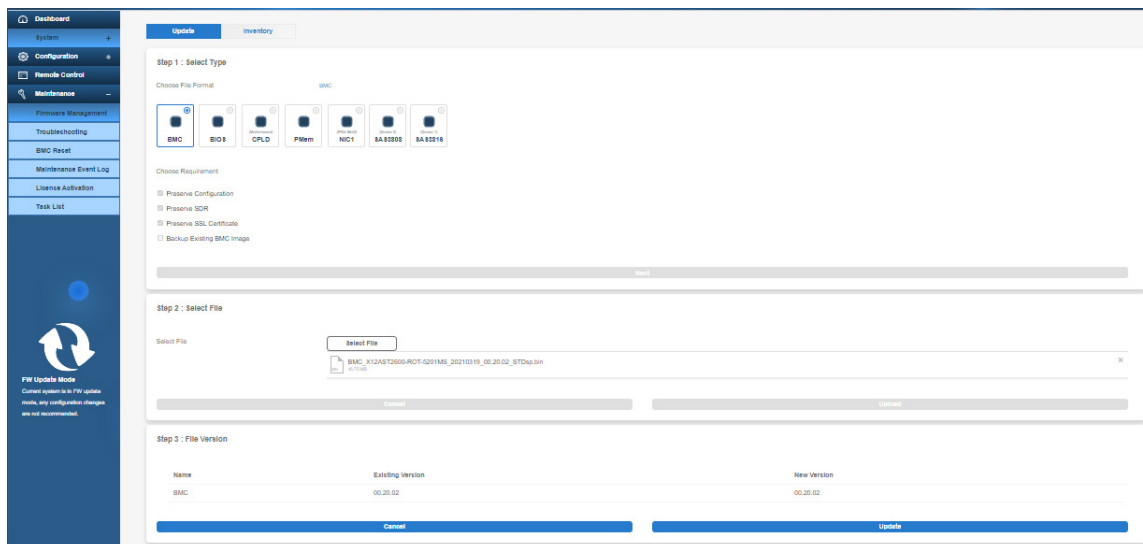 Dashboard
System +
Configuration +
Remote Control
Maintenance −
Firmware Management
Troubleshooting
BMC Reset
Maintenance Event Log
License Activation
Task List
FW Update Mode
Current system is in FW update
mode, any configuration changes
are not recommended.
Update Inventory
Step 1 : Select Type
Choose File Format BMC
BMC BIOS CPLD PMem NIC1
Choose Requirement
Preserve Configuration
Preserve SDR
Preserve SSL Certificate
Backup Existing BMC Image
Next
Step 2 : Select File
Select File Select File
BMC_X12AST2600-ROT-5201MS_20210319_00.20.02_STDsp.bin
Cancel Upload
Step 3 : File Version
Name Existing Version New Version
BMC 00.20.02 00.20.02
Cancel Update